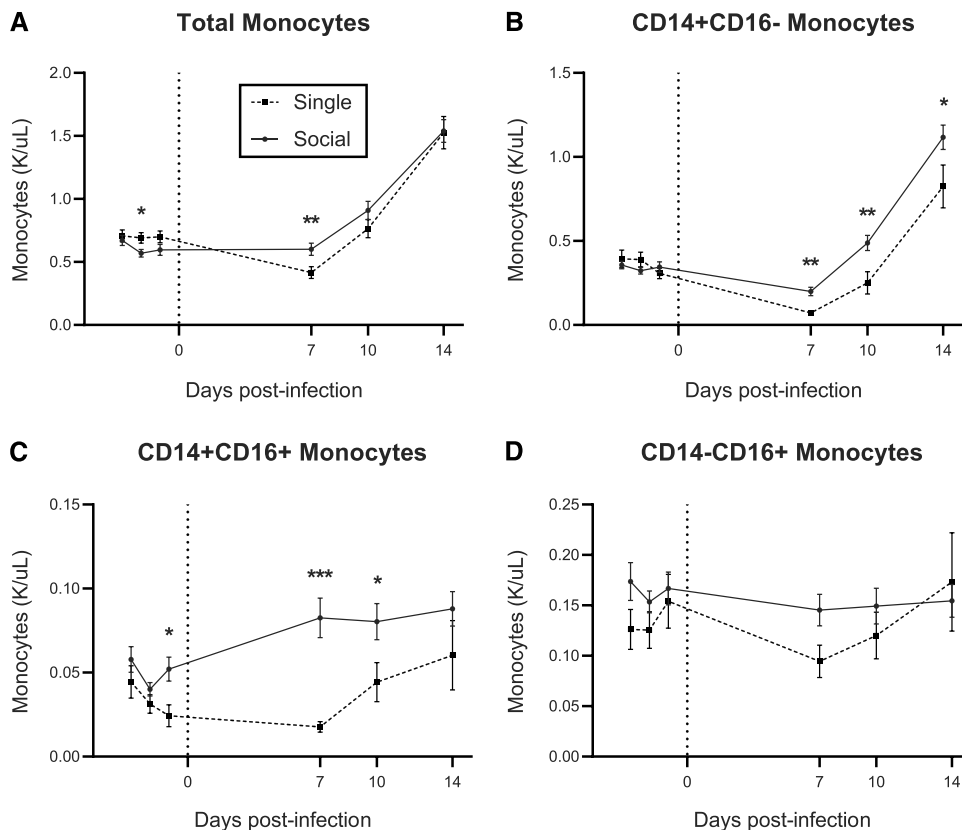 A Total Monocytes
2.0
1.5
1.0
0.5
0.0
Monocytes (K/uL)
Single
Social
*
**
0 7 10 14
Days post-infection
B CD14+CD16- Monocytes
1.5
1.0
0.5
0.0
Monocytes (K/uL)
**
**
*
0 7 10 14
Days post-infection
C CD14+CD16+ Monocytes
0.15
0.10
0.05
0.00
Monocytes (K/uL)
*
***
*
0 7 10 14
Days post-infection
D CD14-CD16+ Monocytes
0.25
0.20
0.15
0.10
0.05
0.00
Monocytes (K/uL)
0 7 10 14
Days post-infection